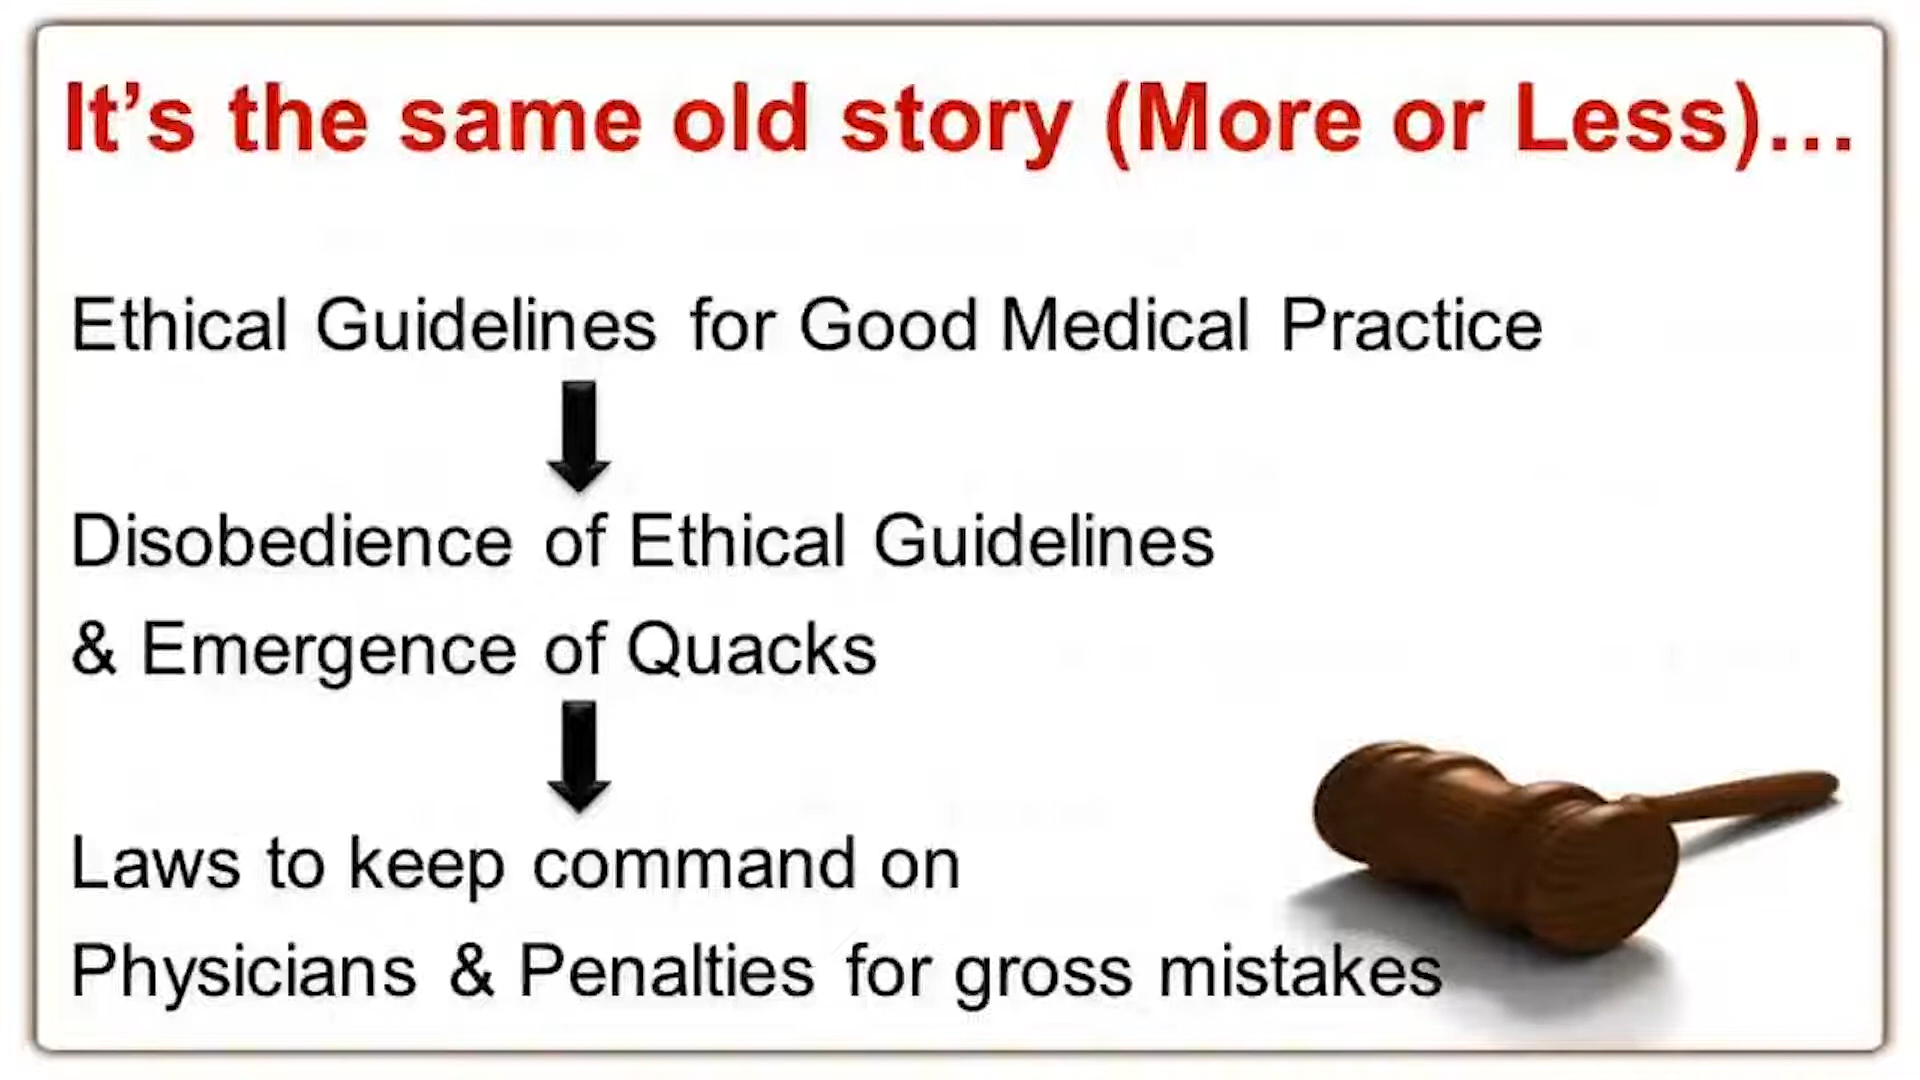 It’s the same old story (More or Less)…
Ethical Guidelines for Good Medical Practice
Disobedience of Ethical Guidelines
& Emergence of Quacks
Laws to keep command on
Physicians & Penalties for gross mistakes